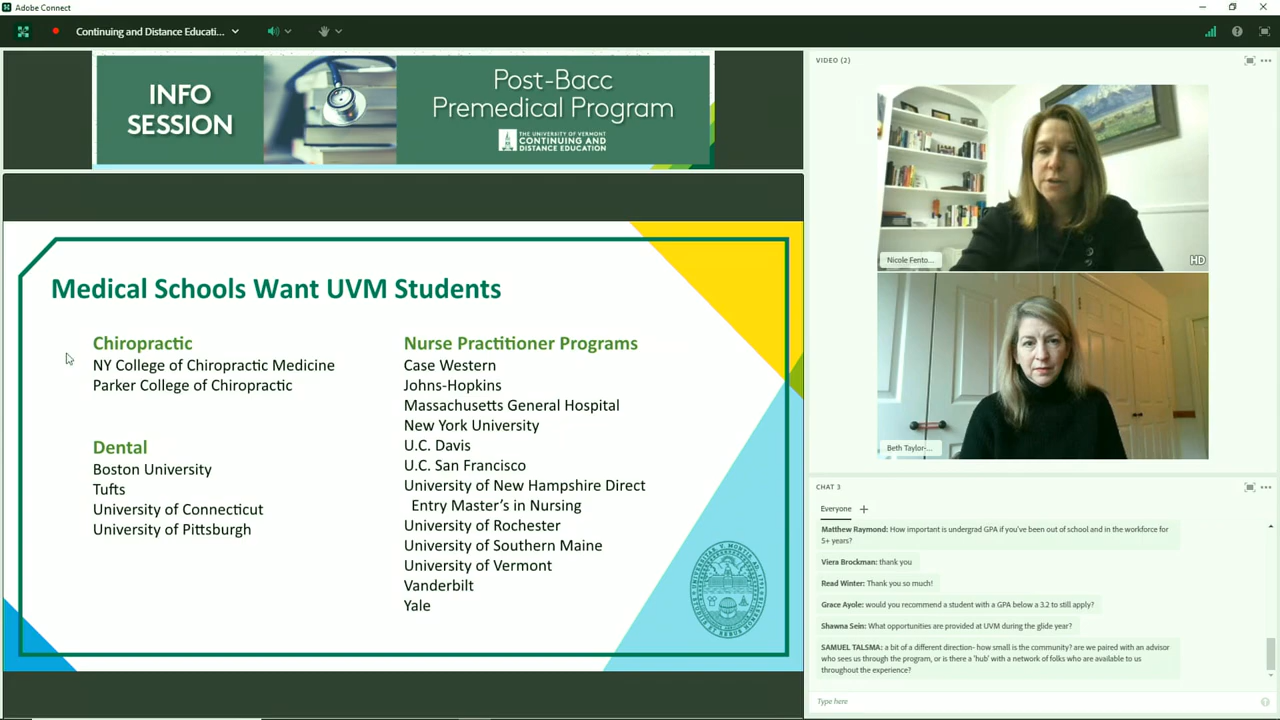 Adobe Connect
Continuing and Distance Educati...
INFO
SESSION
Post-Bacc
Premedical Program
THE UNIVERSITY OF VERMONT
CONTINUING AND
DISTANCE EDUCATION
Medical Schools Want UVM Students
Chiropractic
NY College of Chiropractic Medicine
Parker College of Chiropractic
Dental
Boston University
Tufts
University of Connecticut
University of Pittsburgh
Nurse Practitioner Programs
Case Western
Johns-Hopkins
Massachusetts General Hospital
New York University
U.C. Davis
U.C. San Francisco
University of New Hampshire Direct
Entry Master's in Nursing
University of Rochester
University of Southern Maine
University of Vermont
Vanderbilt
Yale
VIDEO (2)
Nicole Fento...
HD
Beth Taylor-...
CHAT 3
Everyone
Matthew Raymond: How important is undergrad GPA if you've been out of school and in the workforce for
5+ years?
Viera Brockman: thank you
Read Winter: Thank you so much!
Grace Ayole: would you recommend a student with a GPA below a 3.2 to still apply?
Shawna Sein: What opportunities are provided at UVM during the glide year?
SAMUEL TALSMA: a bit of a different direction- how small is the community? are we paired with an advisor
who sees us through the program, or is there a 'hub' with a network of folks who are available to us
throughout the experience?
Type here